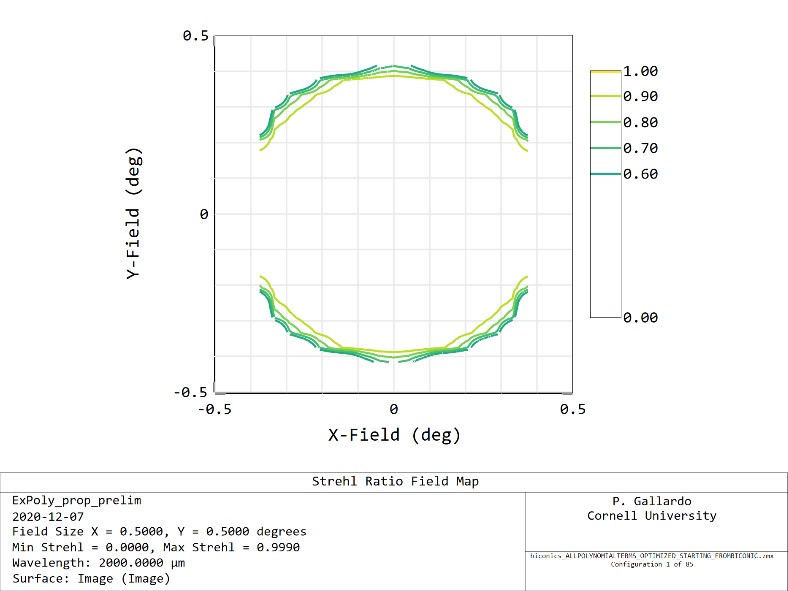 0.5
0
-0.5
Y-Field (deg)
-0.5 0 0.5
X-Field (deg)
1.00
0.90
0.80
0.70
0.60
0.00
Strehl Ratio Field Map
ExPoly_prop_prelim
2020-12-07
Field Size X = 0.5000, Y = 0.5000 degrees
Min Strehl = 0.0000, Max Strehl = 0.9990
Wavelength: 2000.0000 µm
Surface: Image (Image)
P. Gallardo
Cornell University
biconics_ALLPOLYNOMIALTERMS_OPTIMIZED_STARTING_FROMBICONIC.zmx
Configuration 1 of 85